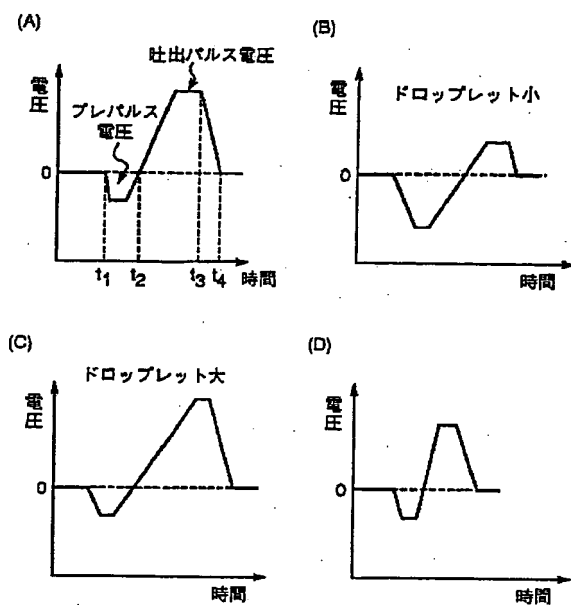 (A)
吐出パルス電圧
プレパルス
電圧
電圧
0
t1
t2
t3
t4
時間
(B)
ドロップレット小
電圧
0
時間
(C)
ドロップレット大
電圧
0
時間
(D)
電圧
0
時間